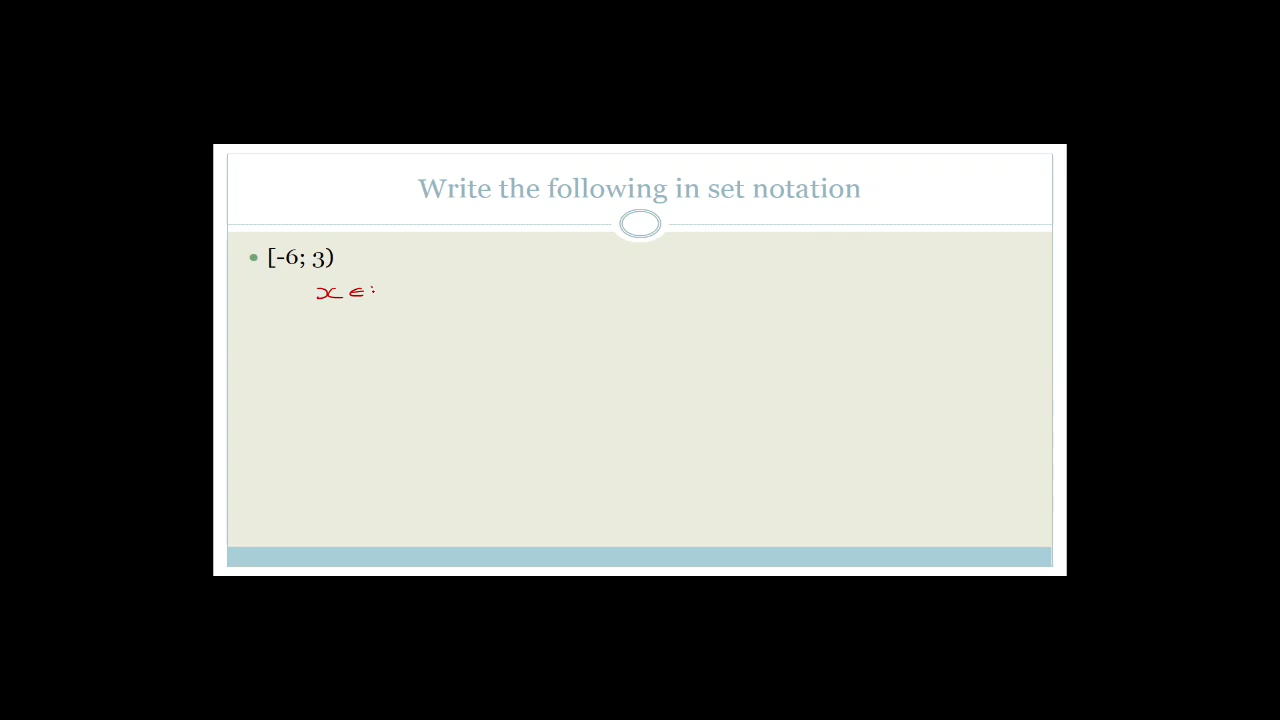 Write the following in set notation
[-6; 3)
x ∈